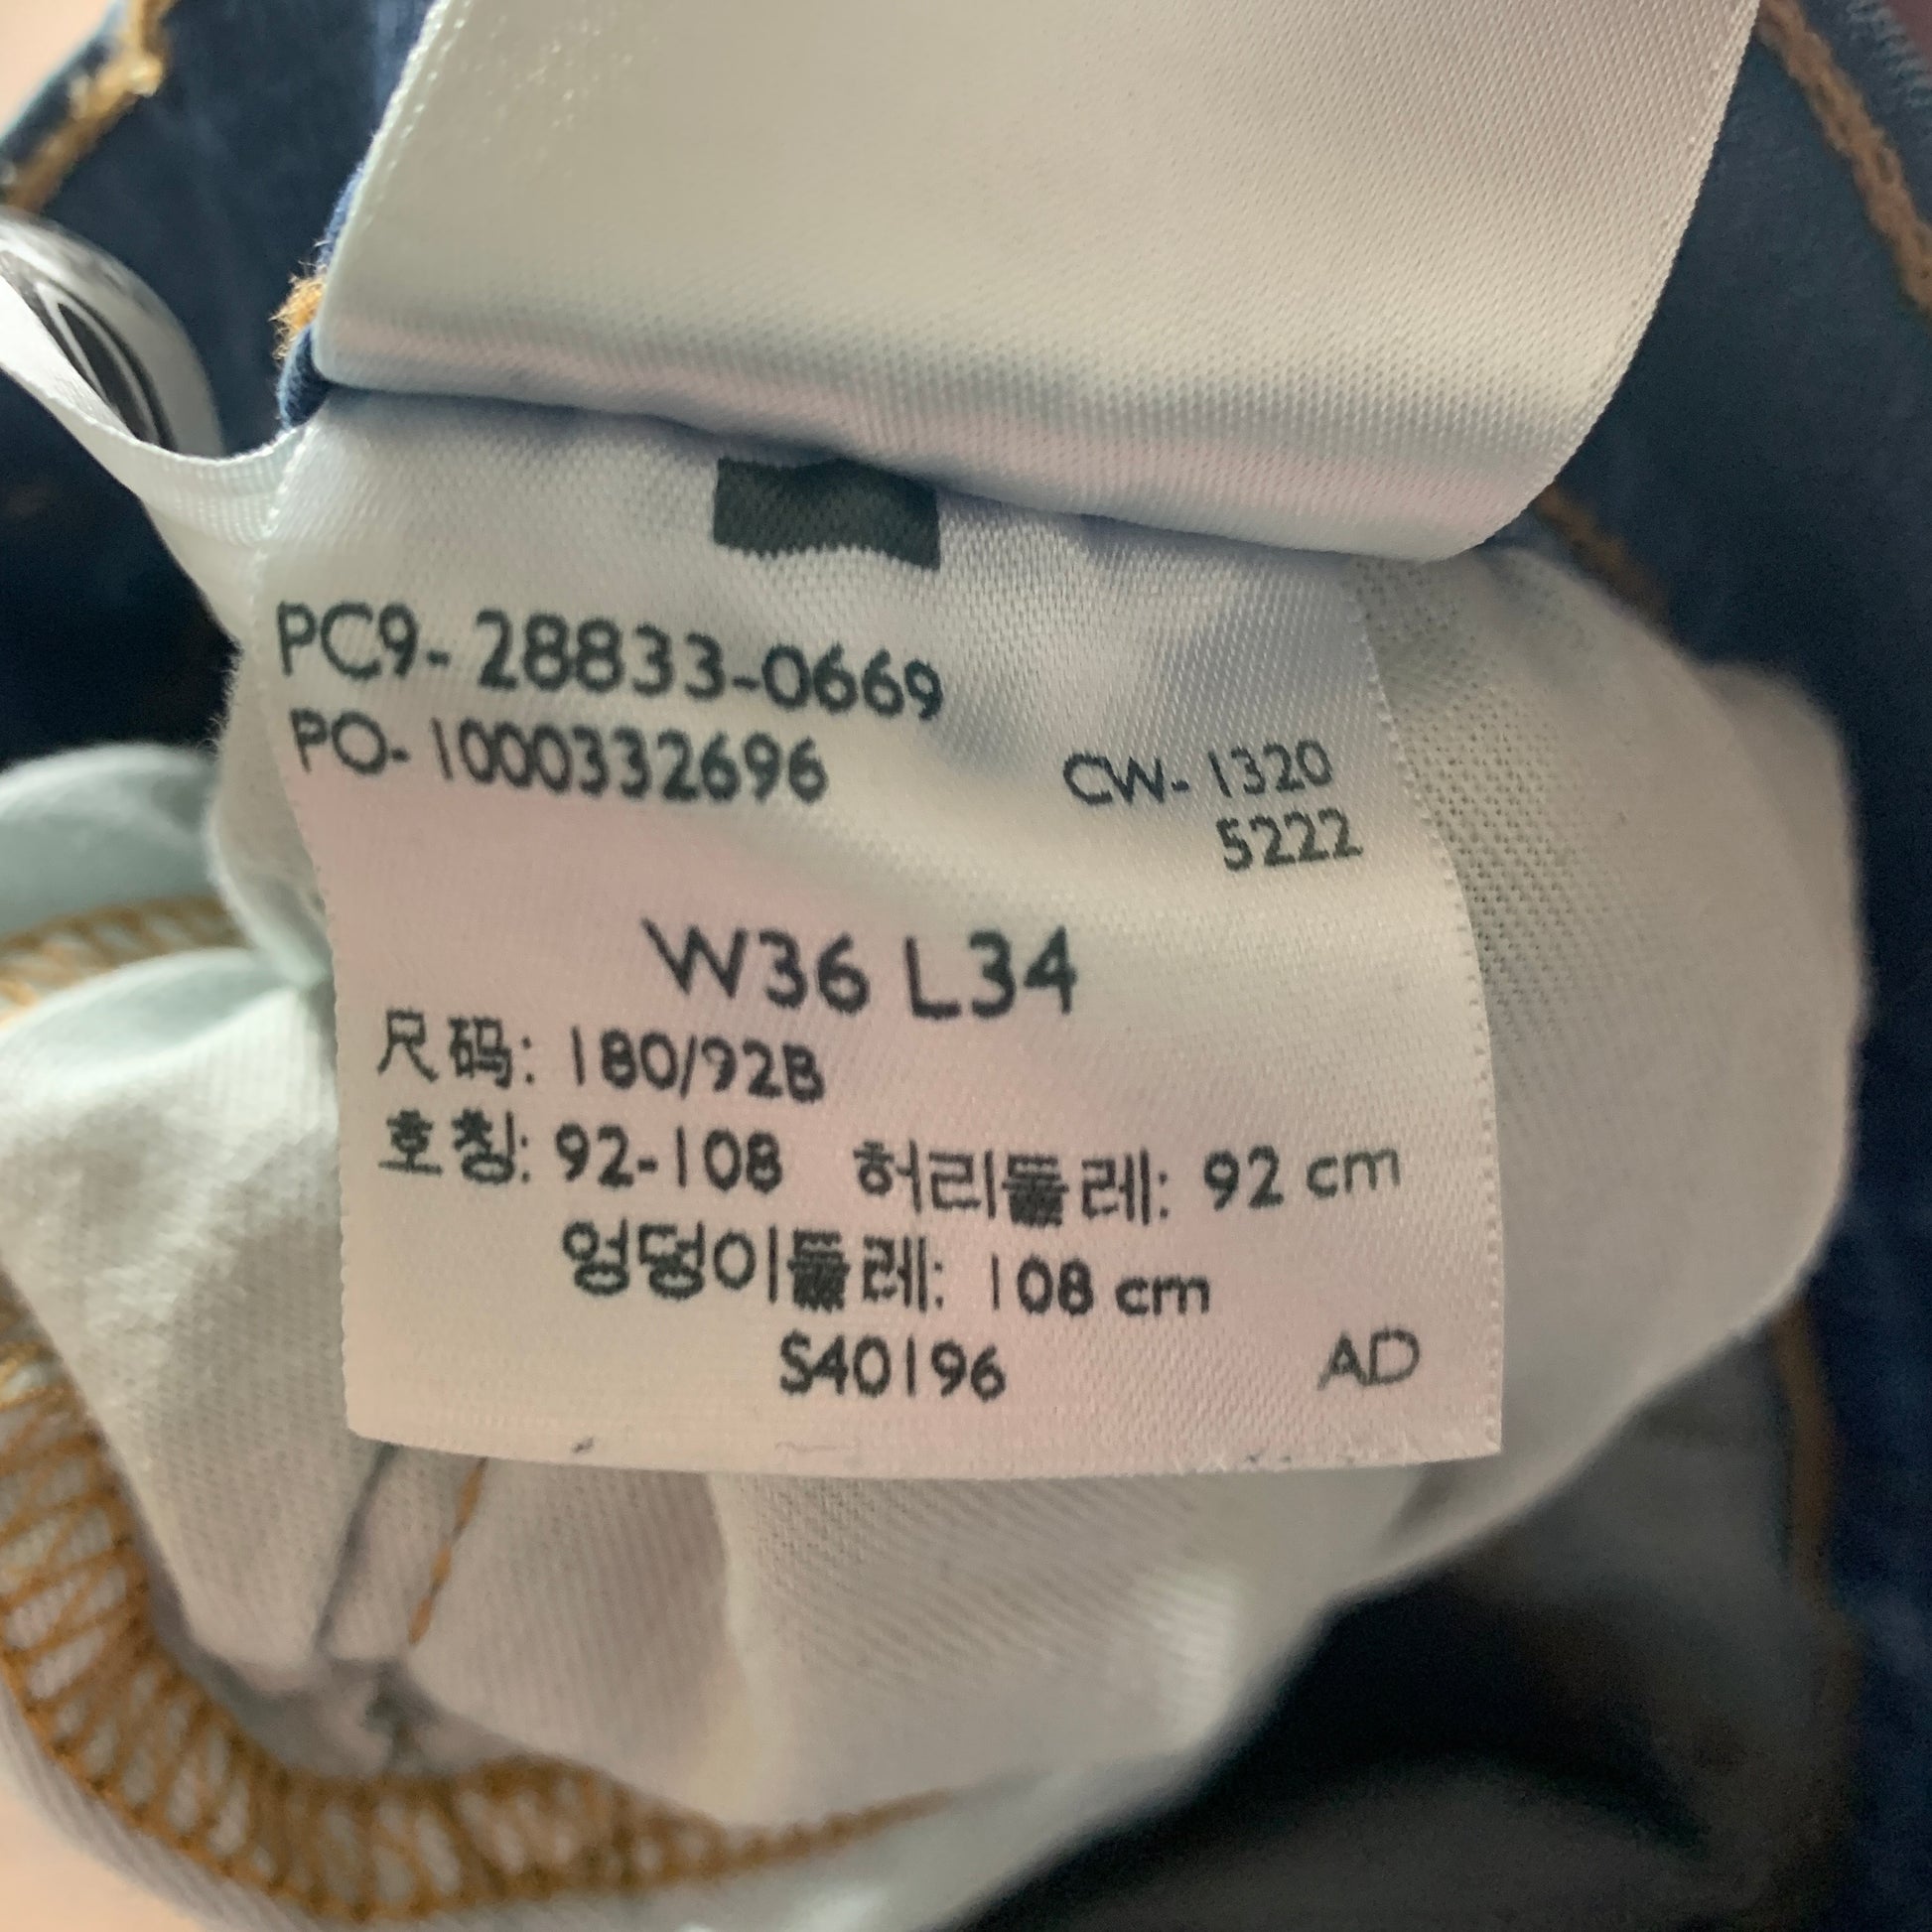 PC9- 28833-0669
PO- 1000332696
CW- 1320
5222
W36 L34
尺码: 180/92B
호칭: 92-108 허리둘레: 92 cm
엉덩이둘레: 108 cm
S40196 AD